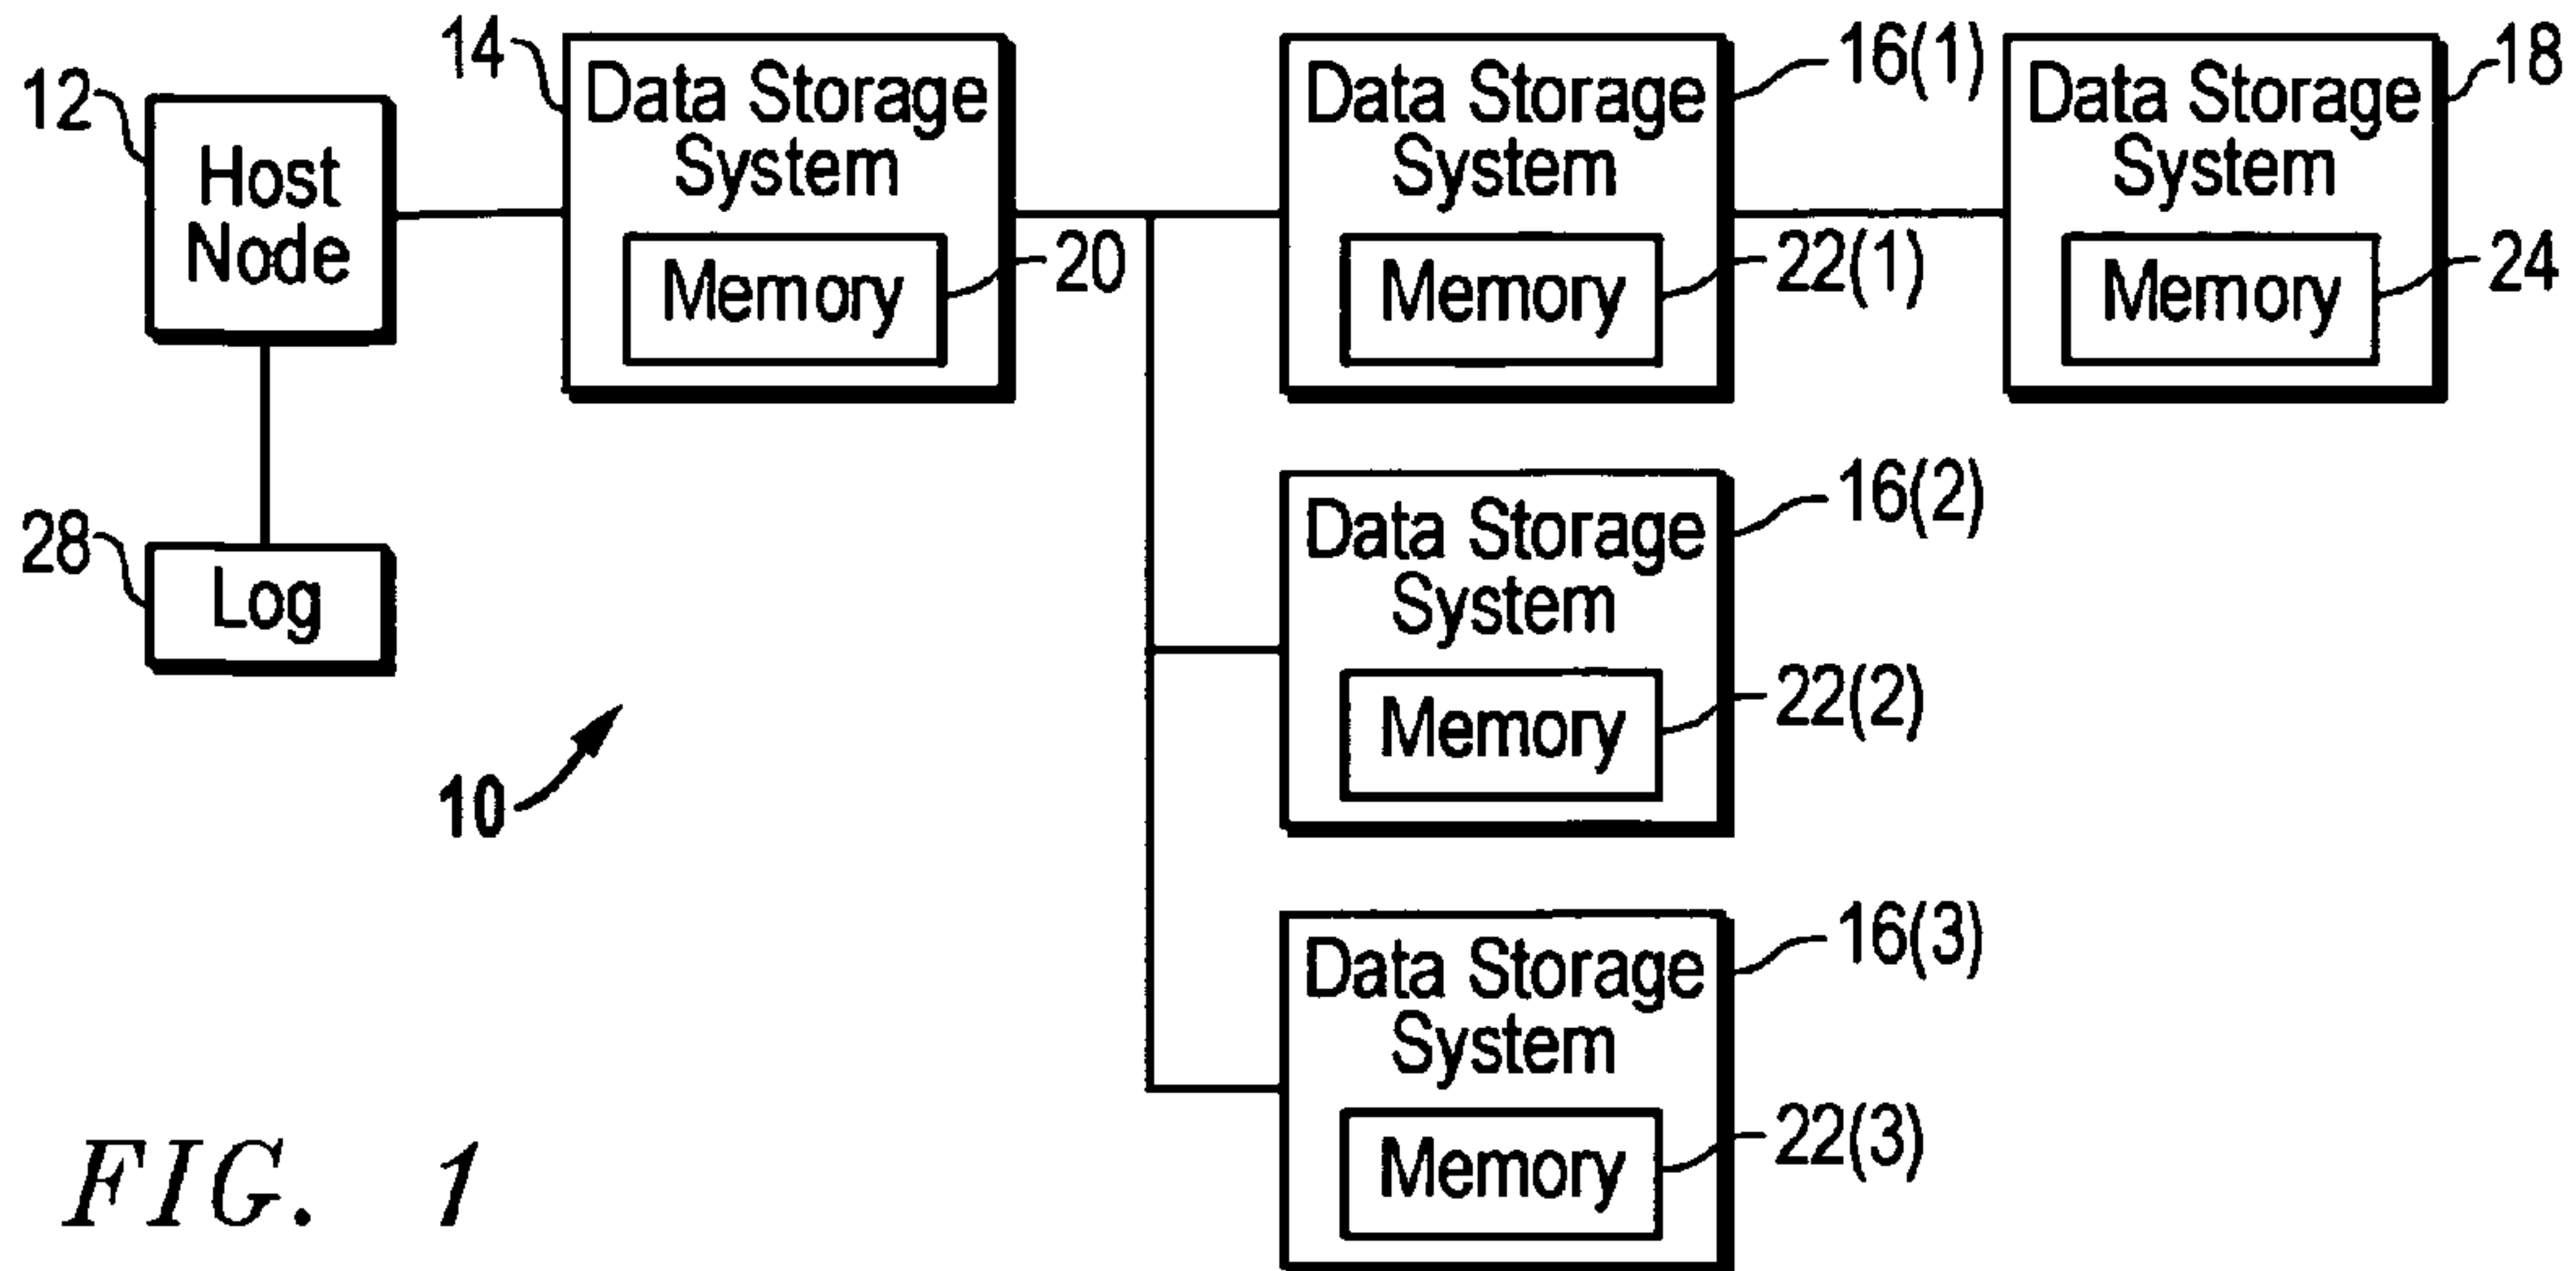 12
Host
Node
14
Data Storage
System
Memory
20
16(1)
Data Storage
System
Memory
22(1)
18
Data Storage
System
Memory
24
28
Log
10
16(2)
Data Storage
System
Memory
22(2)
16(3)
Data Storage
System
Memory
22(3)
FIG. 1